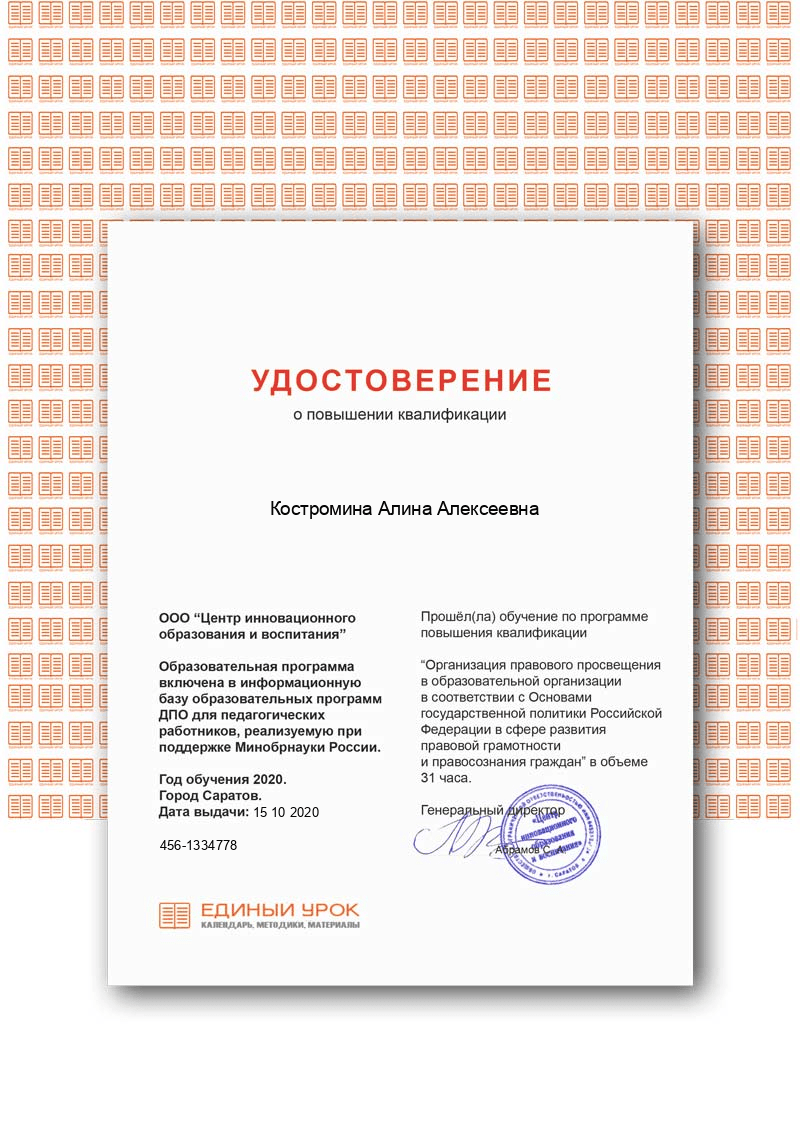 УДОСТОВЕРЕНИЕ
о повышении квалификации
Костромина Алина Алексеевна
ООО “Центр инновационного
образования и воспитания”
Образовательная программа
включена в информационную
базу образовательных программ
ДПО для педагогических
работников, реализуемую при
поддержке Минобрнауки России.
Год обучения 2020.
Город Саратов.
Дата выдачи: 15 10 2020
456-1334778
Прошёл(ла) обучение по программе
повышения квалификации
“Организация правового просвещения
в образовательной организации
в соответствии с Основами
государственной политики Российской
Федерации в сфере развития
правовой грамотности
и правосознания граждан” в объеме
31 часа.
Генеральный директор
Абрамов С. А.
«Центр
инновационного
образования
и воспитания»
г. САРАТОВ
ЕДИНЫЙ УРОК
КАЛЕНДАРЬ, МЕТОДИКИ, МАТЕРИАЛЫ